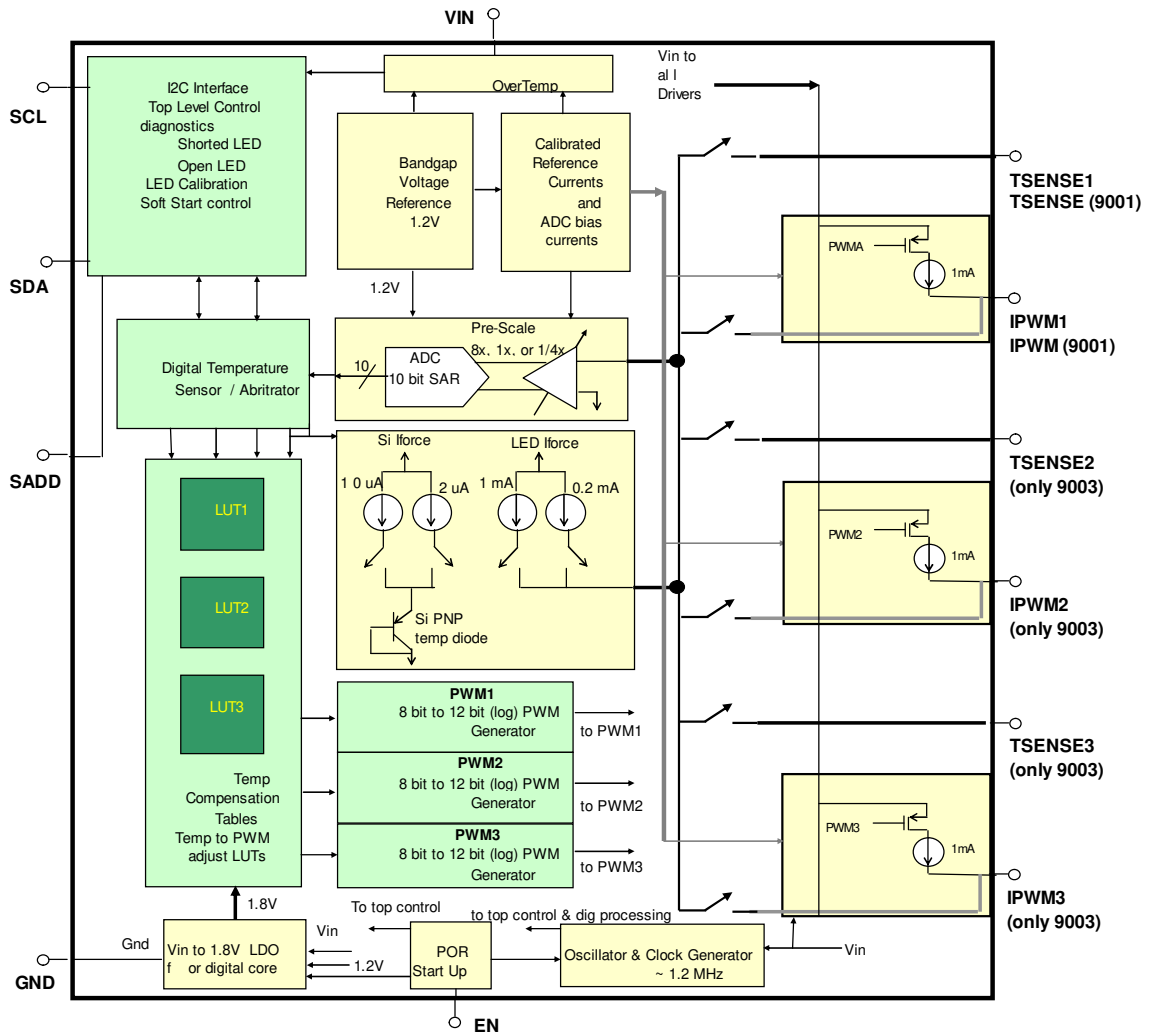 VIN
SCL
SDA
SADD
GND
EN
I2C Interface
Top Level Control
diagnostics
Shorted LED
Open LED
LED Calibration
Soft Start control
OverTemp
Bandgap
Voltage
Reference
1.2V
Calibrated
Reference
Currents
and
ADC bias
currents
Vin to
al l
Drivers
1.2V
Digital Temperature
Sensor / Abritrator
10
ADC
10 bit SAR
Pre-Scale
8x, 1x, or 1/4x
Si Iforce
1 0 uA
2 uA
LED Iforce
1 mA
0.2 mA
Si PNP
temp diode
LUT1
LUT2
LUT3
Temp
Compensation
Tables
Temp to PWM
adjust LUTs
PWM1
8 bit to 12 bit (log) PWM
Generator
to PWM1
PWM2
8 bit to 12 bit (log) PWM
Generator
to PWM2
PWM3
8 bit to 12 bit (log) PWM
Generator
to PWM3
1.8V
Gnd
Vin to 1.8V LDO
f or digital core
Vin
1.2V
To top control
POR
Start Up
to top control & dig processing
Oscillator & Clock Generator
~ 1.2 MHz
Vin
TSENSE1
TSENSE (9001)
PWMA
1mA
IPWM1
IPWM (9001)
TSENSE2
(only 9003)
PWM2
1mA
IPWM2
(only 9003)
TSENSE3
(only 9003)
PWM3
1mA
IPWM3
(only 9003)